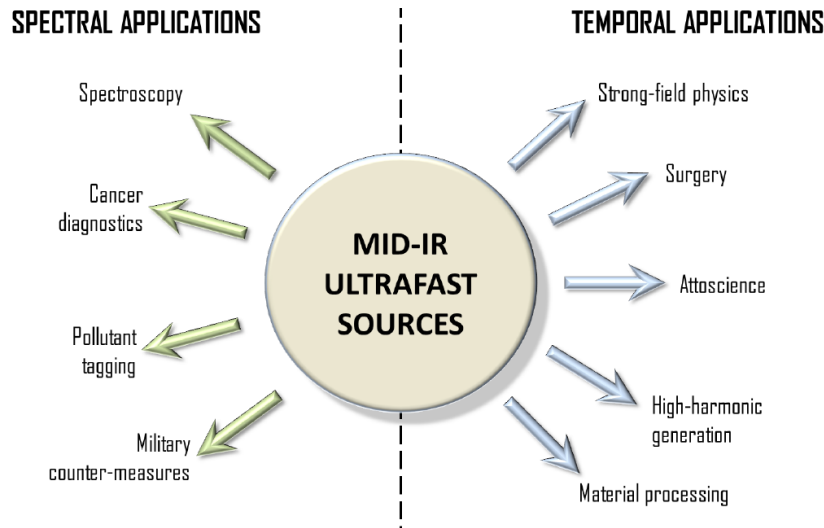 SPECTRAL APPLICATIONS
TEMPORAL APPLICATIONS
Spectroscopy
Cancer
diagnostics
Pollutant
tagging
Military
counter-measures
MID-IR
ULTRAFAST
SOURCES
Strong-field physics
Surgery
Attoscience
High-harmonic
generation
Material processing